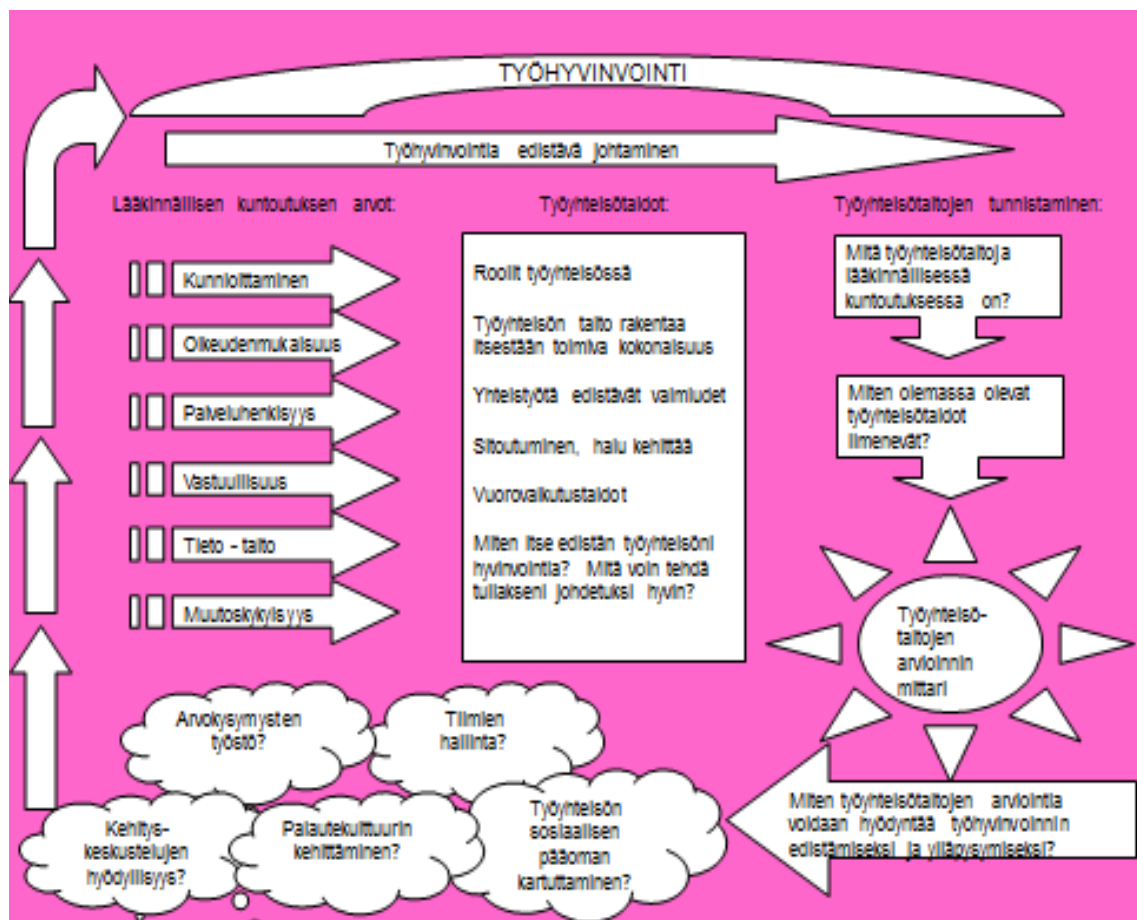 TYÖHYVINVOINTI
Työhyvinvointia edistävä johtaminen
Lääkinnällisen kuntoutuksen arvot:
Kunnioittaminen
Oikeudenmukaisuus
Palveluhenkisyys
Vastuullisuus
Tieto - taito
Muutoskykyisyys
Työyhteisötaidot:
Roolit työyhteisössä
Työyhteisön taito rakentaa
itsestään toimiva kokonaisuus
Yhteistyötä edistävät valmiudet
Sitoutuminen, halu kehittää
Vuorovaikutustaidot
Miten itse edistän työyhteisöni
hyvinvointia? Mitä voin tehdä
tullakseni johdetuksi hyvin?
Työyhteisötaitojen tunnistaminen:
Mitä työyhteisötaitoja
lääkinnällisessä
kuntoutuksessa on?
Miten olemassa olevat
työyhteisötaidot
ilmenevät?
Työyhteisö-
taitojen
arvioinnin
mittari
Miten työyhteisötaitojen arviointia
voidaan hyödyntää työhyvinvoinnin
edistämiseksi ja ylläpysymiseksi?
Arvokysymysten
työstö?
Tiimien
hallinta?
Kehitys-
keskustelujen
hyödyllisyys?
Palautekulttuurin
kehittäminen?
Työyhteisön
sosiaalisen
pääoman
kartuttaminen?